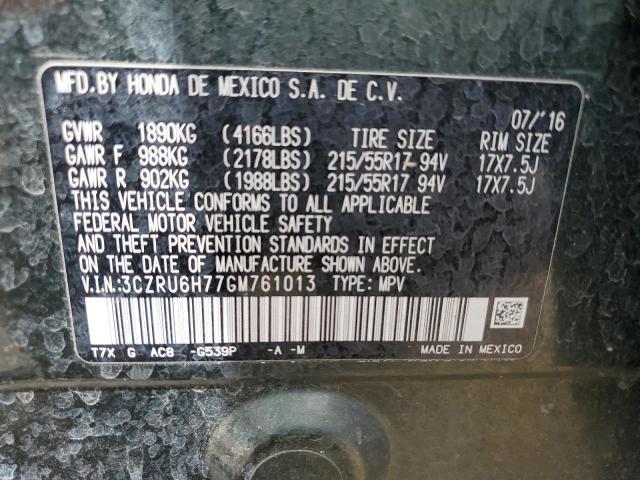 MFD.BY HONDA DE MEXICO S.A. DE C.V.
07/'16
GVWR 1890KG (4166LBS) TIRE SIZE RIM SIZE
GAWR F 988KG (2178LBS) 215/55R17 94V 17X7.5J
GAWR R 902KG (1988LBS) 215/55R17 94V 17X7.5J
THIS VEHICLE CONFORMS TO ALL APPLICABLE
FEDERAL MOTOR VEHICLE SAFETY
AND THEFT PREVENTION STANDARDS IN EFFECT
ON THE DATE OF MANUFACTURE SHOWN ABOVE.
V.I.N:3CZRU6H77GM761013 TYPE: MPV
T7X G AC8 -G539P -A -M MADE IN MEXICO